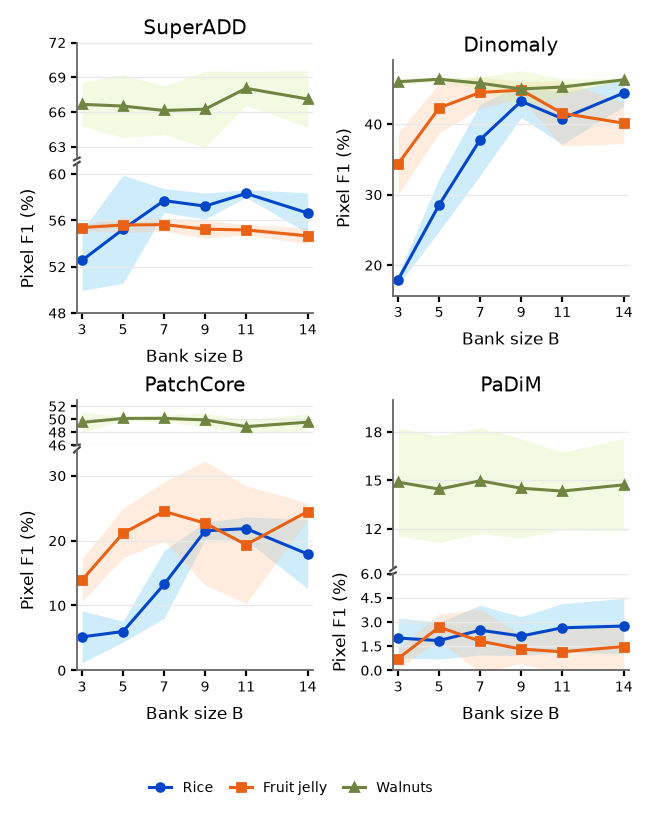 SuperADD
72
69
66
63
60
56
52
48
Pixel F1 (%)
3 5 7 9 11 14
Bank size B
Dinomaly
40
30
20
Pixel F1 (%)
3 5 7 9 11 14
Bank size B
PatchCore
52
50
48
46
30
20
10
0
Pixel F1 (%)
3 5 7 9 11 14
Bank size B
PaDiM
18
15
12
6.0
4.5
3.0
1.5
0.0
Pixel F1 (%)
3 5 7 9 11 14
Bank size B
Rice Fruit jelly Walnuts